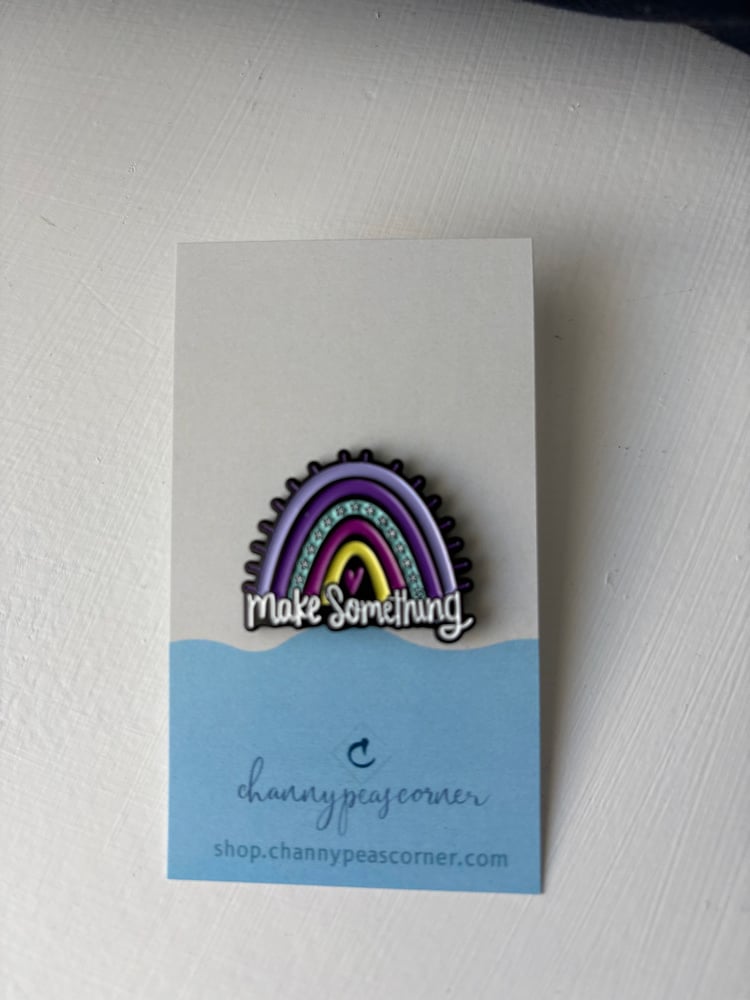 Make Something
C
channypeascorner
shop.channypeascorner.com